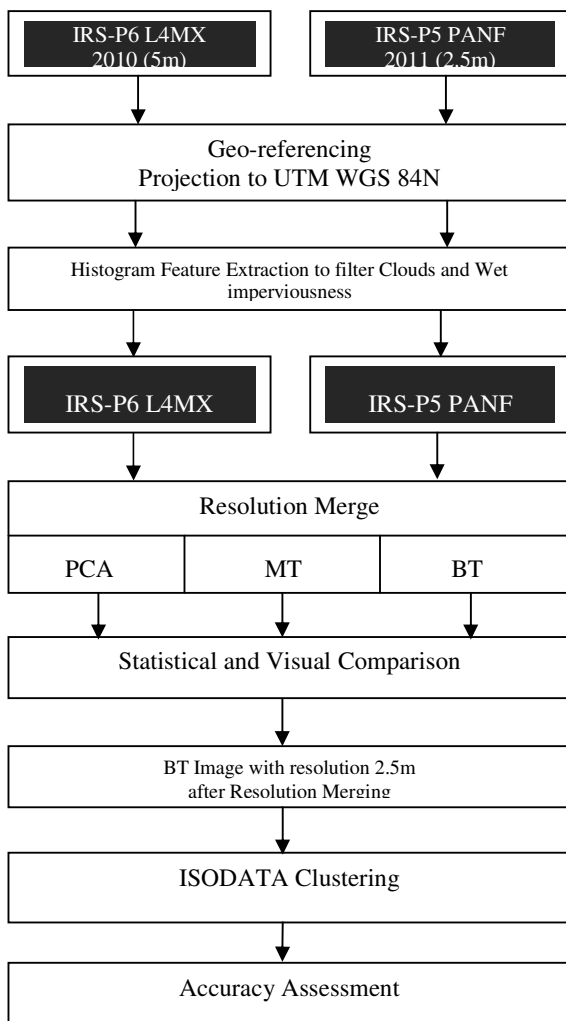 IRS-P6 L4MX
2010 (5m)
IRS-P5 PANF
2011 (2.5m)
Geo-referencing
Projection to UTM WGS 84N
Histogram Feature Extraction to filter Clouds and Wet
imperviousness
IRS-P6 L4MX
IRS-P5 PANF
Resolution Merge
PCA
MT
BT
Statistical and Visual Comparison
BT Image with resolution 2.5m
after Resolution Merging
ISODATA Clustering
Accuracy Assessment